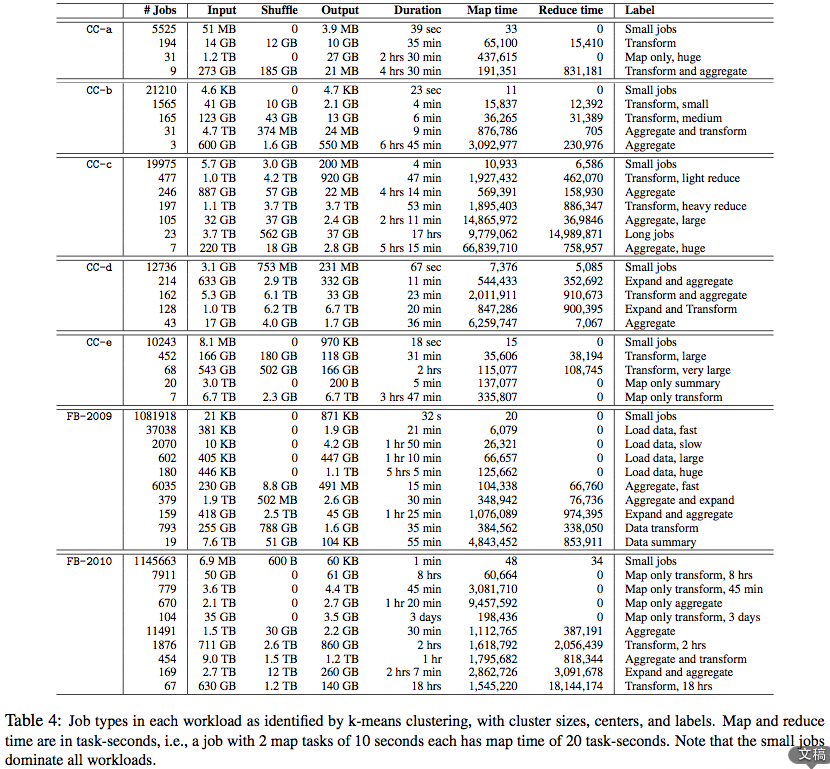 # Jobs Input Shuffle Output Duration Map time Reduce time Label
CC-a 5525 51 MB 0 3.9 MB 39 sec 33 0 Small jobs
194 14 GB 12 GB 10 GB 35 min 65,100 15,410 Transform
31 1.2 TB 0 27 GB 2 hrs 30 min 437,615 0 Map only, huge
9 273 GB 185 GB 21 MB 4 hrs 30 min 191,351 831,181 Transform and aggregate
CC-b 21210 4.6 KB 0 4.7 KB 23 sec 11 0 Small jobs
1565 41 GB 10 GB 2.1 GB 4 min 15,837 12,392 Transform, small
165 123 GB 43 GB 13 GB 6 min 36,265 31,389 Transform, medium
31 4.7 TB 374 MB 24 MB 9 min 876,786 705 Aggregate and transform
3 600 GB 1.6 GB 550 MB 6 hrs 45 min 3,092,977 230,976 Aggregate
CC-c 19975 5.7 GB 3.0 GB 200 MB 4 min 10,933 6,586 Small jobs
477 1.0 TB 4.2 TB 920 GB 47 min 1,927,432 462,070 Transform, light reduce
246 887 GB 57 GB 22 MB 4 hrs 14 min 569,391 158,930 Aggregate
197 1.1 TB 3.7 TB 3.7 TB 53 min 1,895,403 886,347 Transform, heavy reduce
105 32 GB 37 GB 2.4 GB 2 hrs 11 min 14,865,972 36,9846 Aggregate, large
23 3.7 TB 562 GB 37 GB 17 hrs 9,779,062 14,989,871 Long jobs
7 220 TB 18 GB 2.8 GB 5 hrs 15 min 66,839,710 758,957 Aggregate, huge
CC-d 12736 3.1 GB 753 MB 231 MB 67 sec 7,376 5,085 Small jobs
214 633 GB 2.9 TB 332 GB 11 min 544,433 352,692 Expand and aggregate
162 5.3 GB 6.1 TB 33 GB 23 min 2,011,911 910,673 Transform and aggregate
128 1.0 TB 6.2 TB 6.7 TB 20 min 847,286 900,395 Expand and Transform
43 17 GB 4.0 GB 1.7 GB 36 min 6,259,747 7,067 Aggregate
CC-e 10243 8.1 MB 0 970 KB 18 sec 15 0 Small jobs
452 166 GB 180 GB 118 GB 31 min 35,606 38,194 Transform, large
68 543 GB 502 GB 166 GB 2 hrs 115,077 108,745 Transform, very large
20 3.0 TB 0 200 B 5 min 137,077 0 Map only summary
7 6.7 TB 2.3 GB 6.7 TB 3 hrs 47 min 335,807 0 Map only transform
FB-2009 1081918 21 KB 0 871 KB 32 s 20 0 Small jobs
37038 381 KB 0 1.9 GB 21 min 6,079 0 Load data, fast
2070 10 KB 0 4.2 GB 1 hr 50 min 26,321 0 Load data, slow
602 405 KB 0 447 GB 1 hr 10 min 66,657 0 Load data, large
180 446 KB 0 1.1 TB 5 hrs 5 min 125,662 0 Load data, huge
6035 230 GB 8.8 GB 491 MB 15 min 104,338 66,760 Aggregate, fast
379 1.9 TB 502 MB 2.6 GB 30 min 348,942 76,736 Aggregate and expand
159 418 GB 2.5 TB 45 GB 1 hr 25 min 1,076,089 974,395 Expand and aggregate
793 255 GB 788 GB 1.6 GB 35 min 384,562 338,050 Data transform
19 7.6 TB 51 GB 104 KB 55 min 4,843,452 853,911 Data summary
FB-2010 1145663 6.9 MB 600 B 60 KB 1 min 48 34 Small jobs
7911 50 GB 0 61 GB 8 hrs 60,664 0 Map only transform, 8 hrs
779 3.6 TB 0 4.4 TB 45 min 3,081,710 0 Map only transform, 45 min
670 2.1 TB 0 2.7 GB 1 hr 20 min 9,457,592 0 Map only aggregate
104 35 GB 0 3.5 GB 3 days 198,436 0 Map only transform, 3 days
11491 1.5 TB 30 GB 2.2 GB 30 min 1,112,765 387,191 Aggregate
1876 711 GB 2.6 TB 860 GB 2 hrs 1,618,792 2,056,439 Transform, 2 hrs
454 9.0 TB 1.5 TB 1.2 TB 1 hr 1,795,682 818,344 Aggregate and transform
169 2.7 TB 12 TB 260 GB 2 hrs 7 min 2,862,726 3,091,678 Expand and aggregate
67 630 GB 1.2 TB 140 GB 18 hrs 1,545,220 18,144,174 Transform, 18 hrs
Table 4: Job types in each workload as identified by k-means clustering, with cluster sizes, centers, and labels. Map and reduce
time are in task-seconds, i.e., a job with 2 map tasks of 10 seconds each has map time of 20 task-seconds. Note that the small jobs
dominate all workloads.
文稿